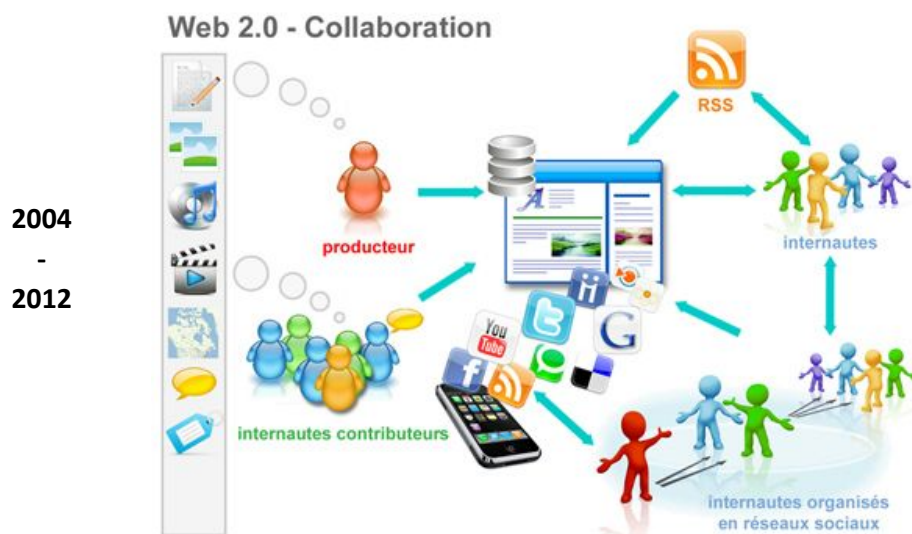 Web 2.0 - Collaboration
RSS
2004
-
2012
producteur
internautes
A
You
Tube
t
G
f
internautes contributeurs
internautes organisés
en réseaux sociaux